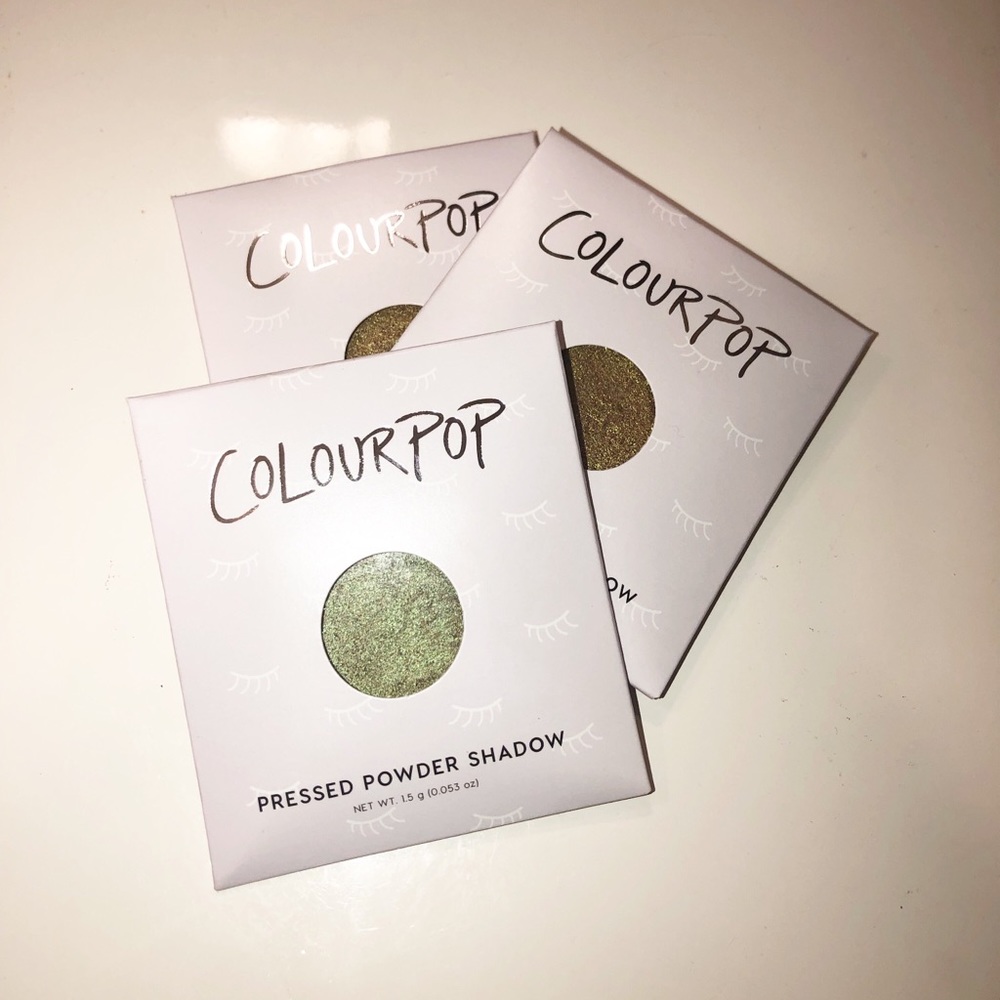 COLOURPOP
COLOURPOP
OW
COLOURPOP
PRESSED POWDER SHADOW
NET WT. 1.5 g (0.053 oz)